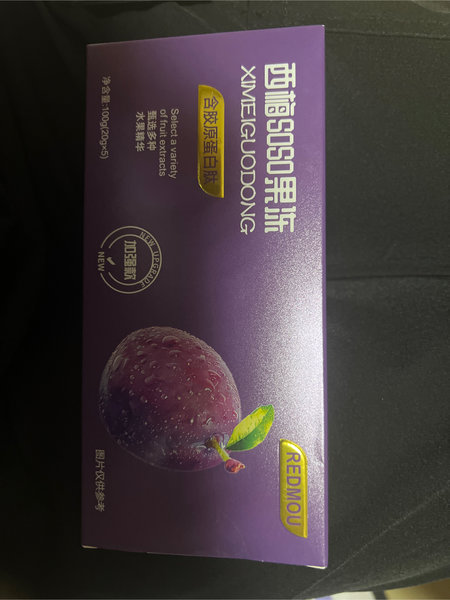 REDMOU
西梅SOSO果冻
XIMEIGUODONG
含胶原蛋白肽
Select a variety
of fruit extracts
甄选多种
水果精华
NEW UPGRADE
加强款
NEW
净含量:100g(20g×5)
图片仅供参考